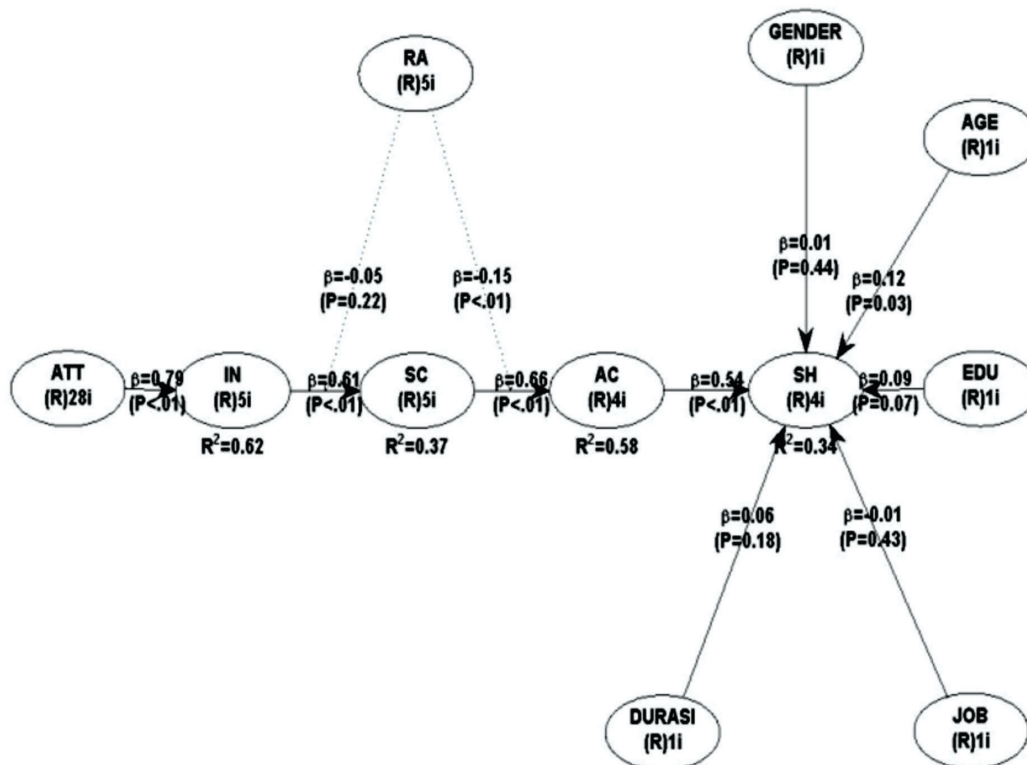 GENDER
(R)1i
RA
(R)5i
AGE
(R)1i
β=0.01
(P=0.44)
β=-0.05
(P=0.22)
β=-0.15
(P<.01)
β=0.12
(P=0.03)
ATT
(R)28i
β=0.79
(P<.01)
IN
(R)5i
β=0.61
(P<.01)
SC
(R)5i
β=0.66
(P<.01)
AC
(R)4i
β=0.54
(P<.01)
SH
(R)4i
β=0.09
(P=0.07)
EDU
(R)1i
R²=0.62
R²=0.37
R²=0.58
R²=0.34
β=0.06
(P=0.18)
β=-0.01
(P=0.43)
DURASI
(R)1i
JOB
(R)1i